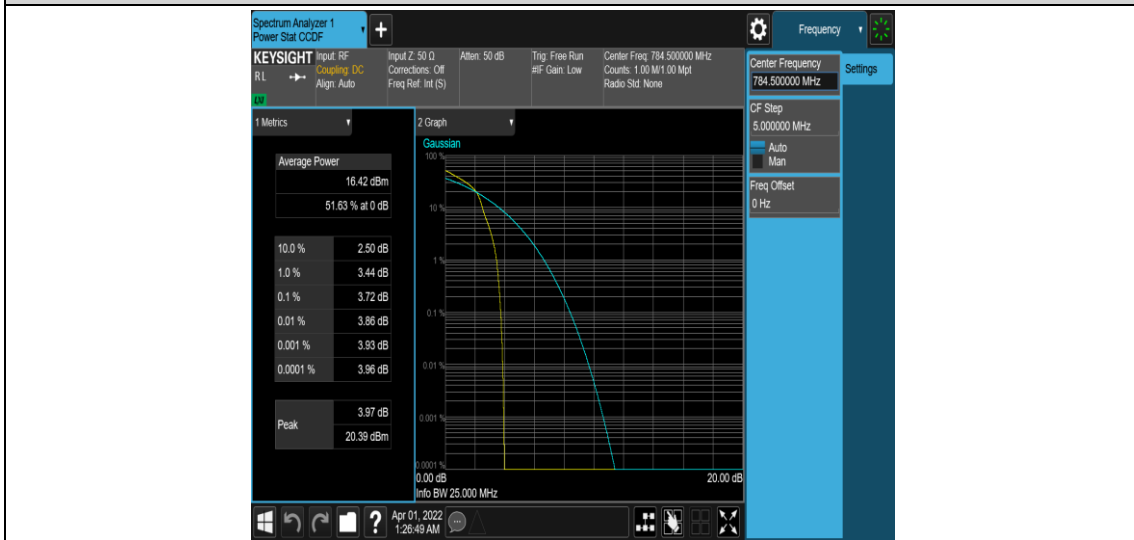 Spectrum Analyzer 1
Power Stat CCDF
Frequency
KEYSIGHT
RL
LXI
Input: RF
Coupling: DC
Align: Auto
Input Z: 50 Ω
Corrections: Off
Freq Ref: Int (S)
Atten: 50 dB
Trig: Free Run
#IF Gain: Low
Center Freq: 784.500000 MHz
Counts: 1.00 M/1.00 Mpt
Radio Std: None
Center Frequency
784.500000 MHz
Settings
CF Step
5.000000 MHz
Auto
Man
Freq Offset
0 Hz
1 Metrics
Average Power
16.42 dBm
51.63 % at 0 dB
10.0 % 2.50 dB
1.0 % 3.44 dB
0.1 % 3.72 dB
0.01 % 3.86 dB
0.001 % 3.93 dB
0.0001 % 3.96 dB
Peak
3.97 dB
20.39 dBm
2 Graph
Gaussian
100 %
10 %
1 %
0.1 %
0.01 %
0.001 %
0.0001 %
0.00 dB 20.00 dB
Info BW 25.000 MHz
?
Apr 01, 2022
1:26:49 AM